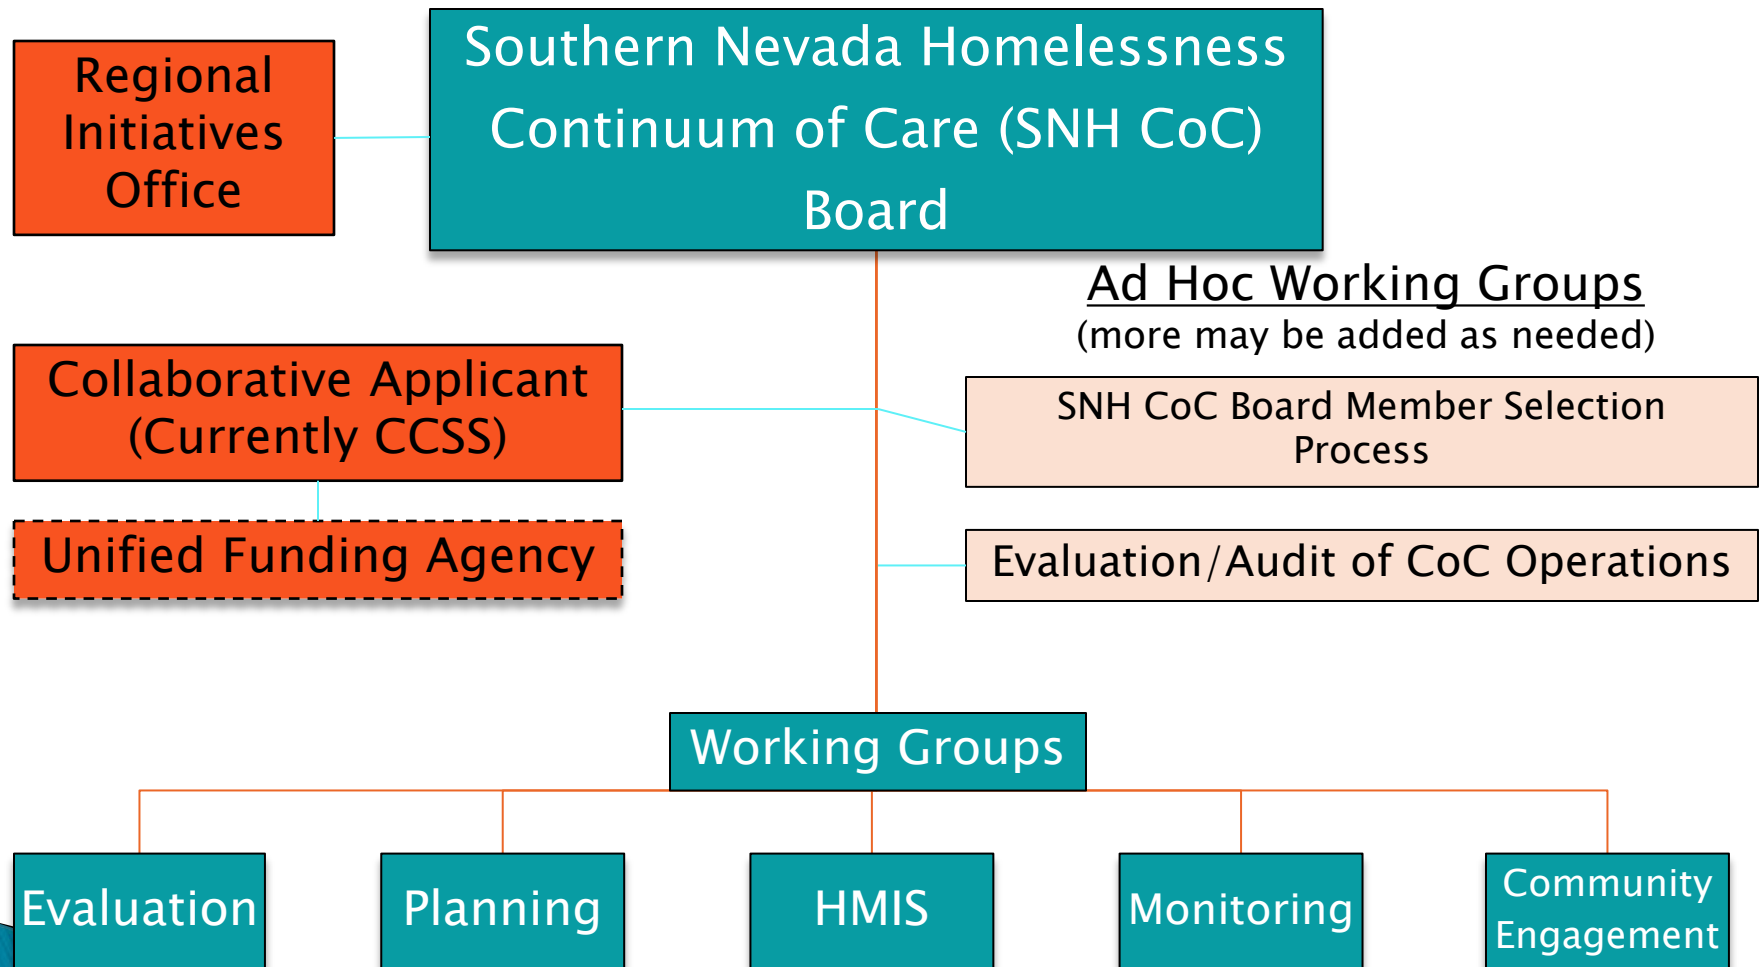 Regional
Initiatives
Office
Southern Nevada Homelessness
Continuum of Care (SNH CoC)
Board
Ad Hoc Working Groups
(more may be added as needed)
Collaborative Applicant
(Currently CCSS)
SNH CoC Board Member Selection
Process
Unified Funding Agency
Evaluation/Audit of CoC Operations
Working Groups
Evaluation
Planning
HMIS
Monitoring
Community
Engagement